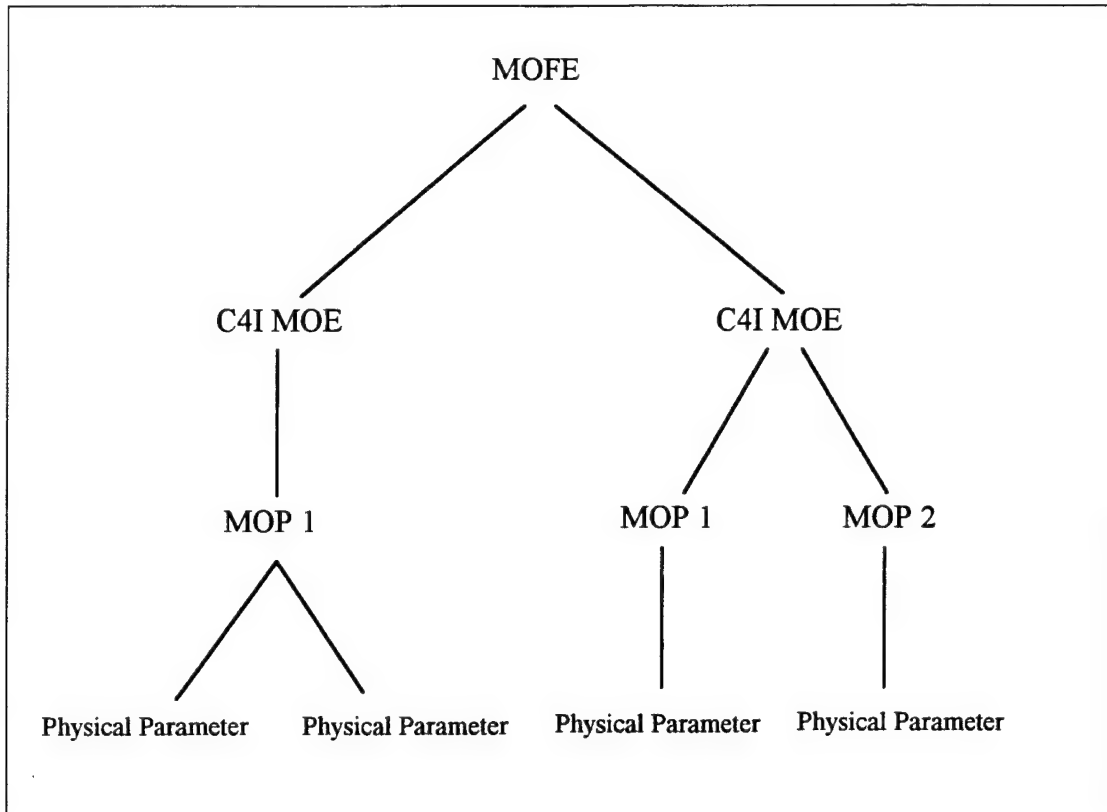 MOFE
C4I MOE C4I MOE
MOP 1 MOP 1 MOP 2
Physical Parameter Physical Parameter Physical Parameter Physical Parameter